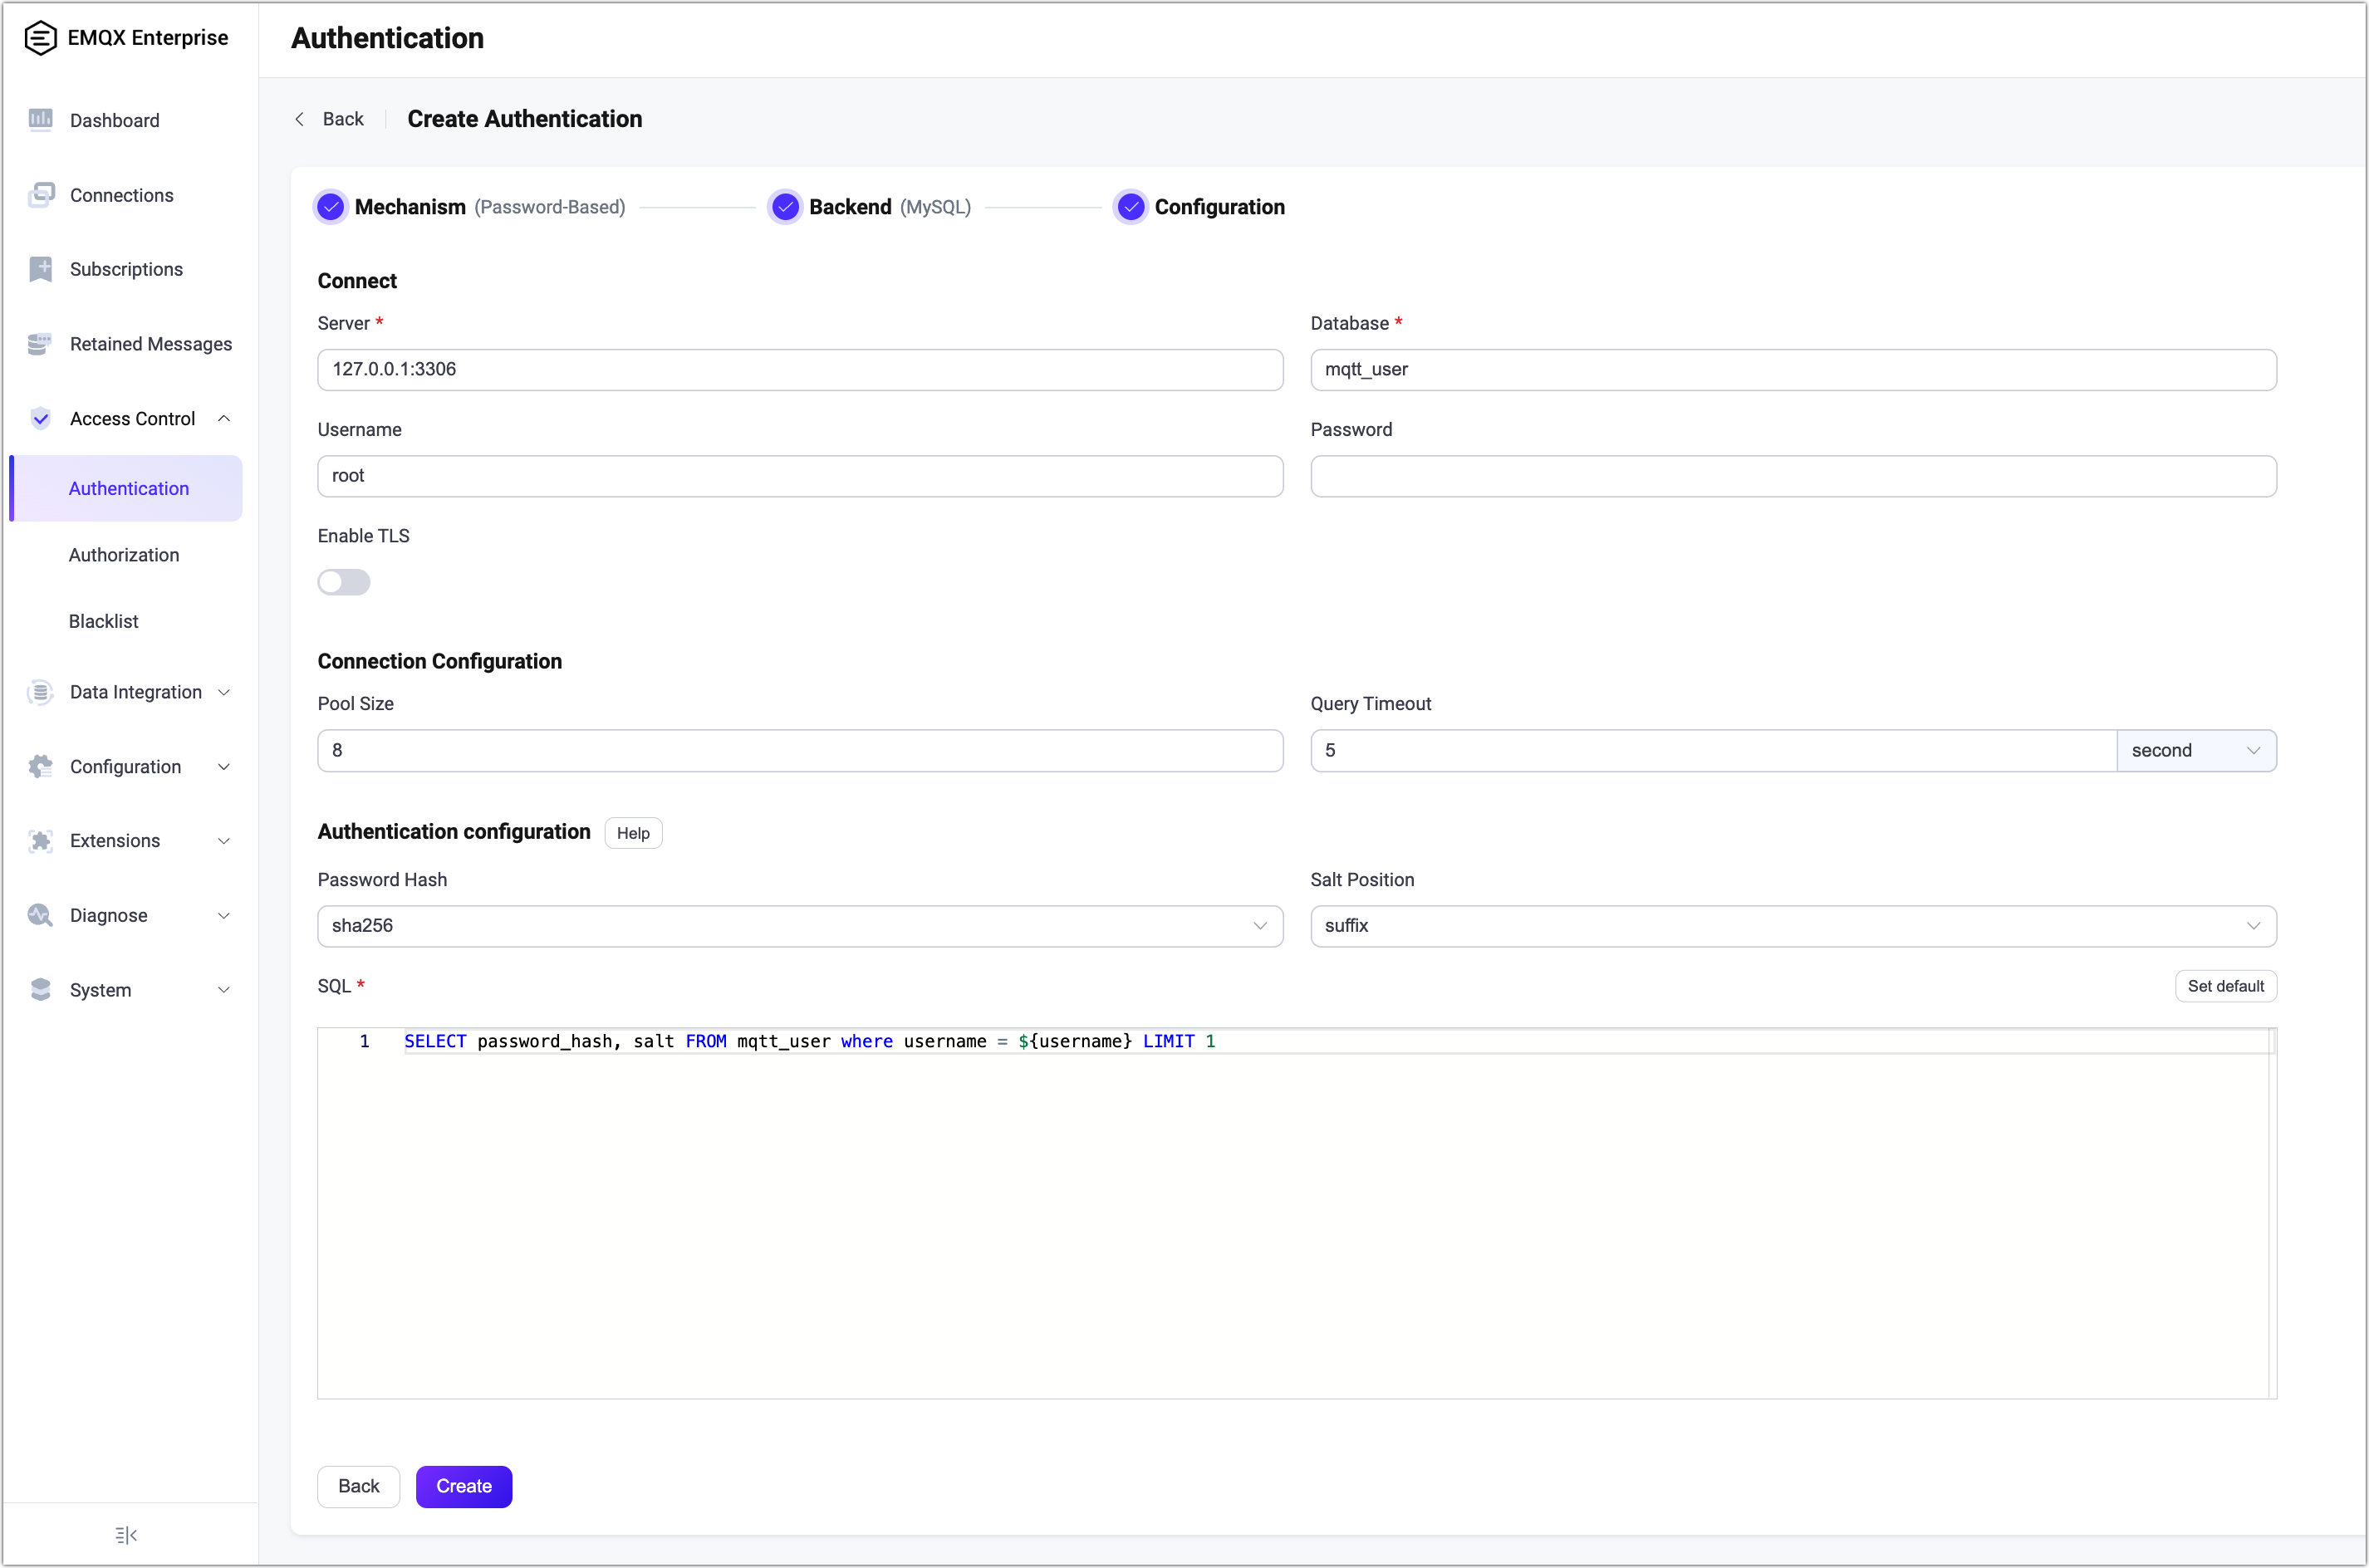 EMQX Enterprise
Authentication
Dashboard
Connections
Subscriptions
Retained Messages
Access Control
Authentication
Authorization
Blacklist
Data Integration
Configuration
Extensions
Diagnose
System
Back
Create Authentication
Mechanism (Password-Based)
Backend (MySQL)
Configuration
Connect
Server *
Database *
127.0.0.1:3306
mqtt_user
Username
Password
root
Enable TLS
Connection Configuration
Pool Size
Query Timeout
8
5 second
Authentication configuration Help
Password Hash
Salt Position
sha256
suffix
SQL *
Set default
1 SELECT password_hash, salt FROM mqtt_user where username = ${username} LIMIT 1
Back
Create